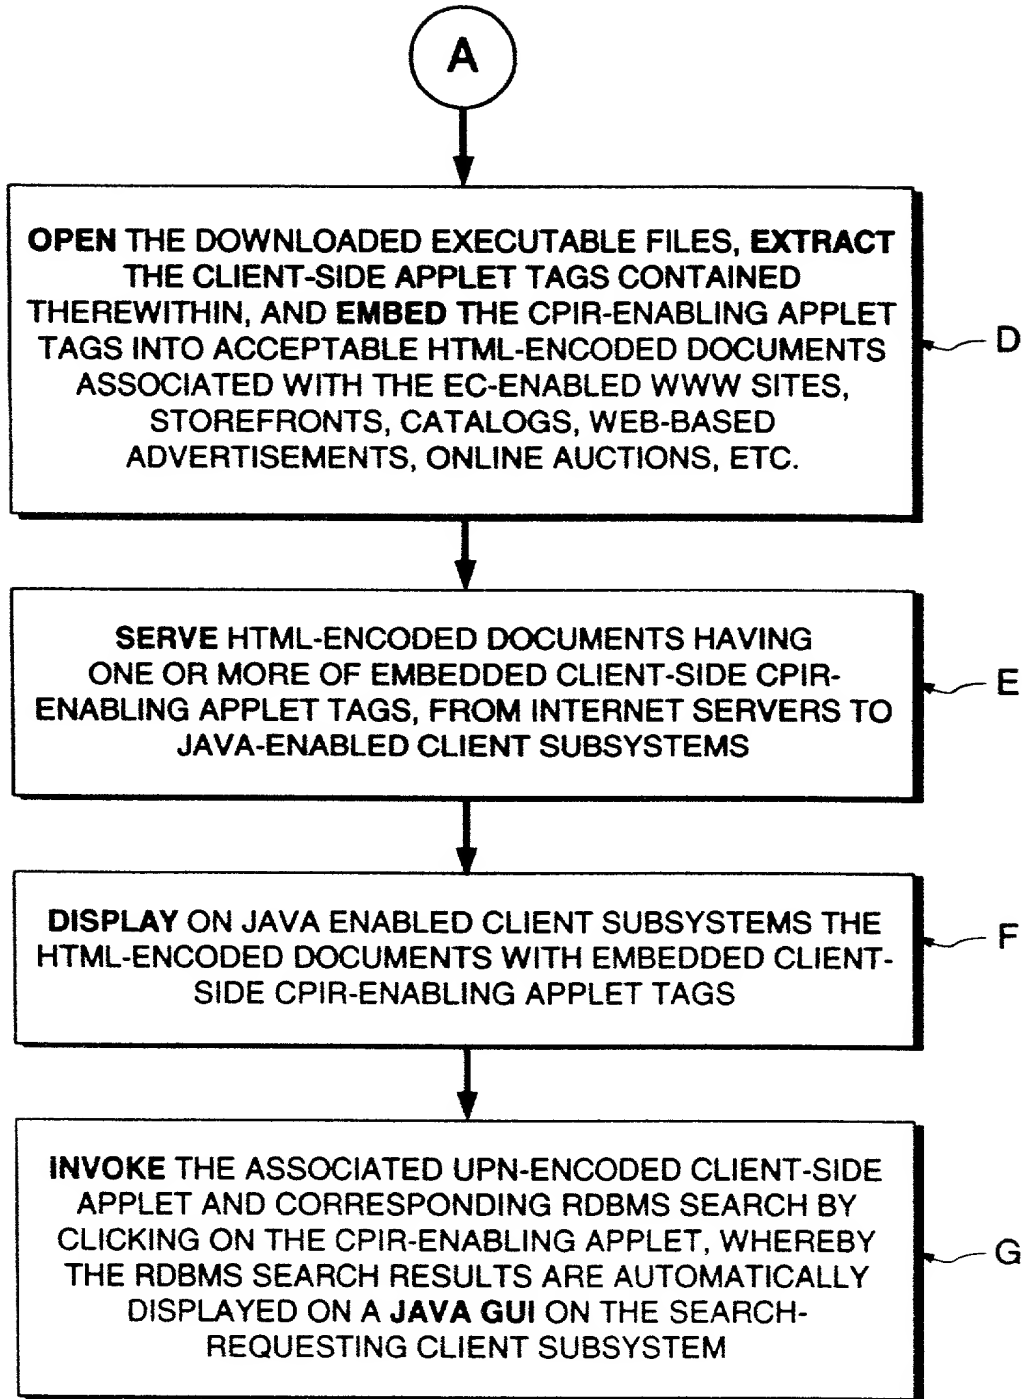 A
OPEN THE DOWNLOADED EXECUTABLE FILES, EXTRACT
THE CLIENT-SIDE APPLET TAGS CONTAINED
THEREWITHIN, AND EMBED THE CPIR-ENABLING APPLET
TAGS INTO ACCEPTABLE HTML-ENCODED DOCUMENTS
ASSOCIATED WITH THE EC-ENABLED WWW SITES,
STOREFRONTS, CATALOGS, WEB-BASED
ADVERTISEMENTS, ONLINE AUCTIONS, ETC.
D
SERVE HTML-ENCODED DOCUMENTS HAVING
ONE OR MORE OF EMBEDDED CLIENT-SIDE CPIR-
ENABLING APPLET TAGS, FROM INTERNET SERVERS TO
JAVA-ENABLED CLIENT SUBSYSTEMS
E
DISPLAY ON JAVA ENABLED CLIENT SUBSYSTEMS THE
HTML-ENCODED DOCUMENTS WITH EMBEDDED CLIENT-
SIDE CPIR-ENABLING APPLET TAGS
F
INVOKE THE ASSOCIATED UPN-ENCODED CLIENT-SIDE
APPLET AND CORRESPONDING RDBMS SEARCH BY
CLICKING ON THE CPIR-ENABLING APPLET, WHEREBY
THE RDBMS SEARCH RESULTS ARE AUTOMATICALLY
DISPLAYED ON A JAVA GUI ON THE SEARCH-
REQUESTING CLIENT SUBSYSTEM
G